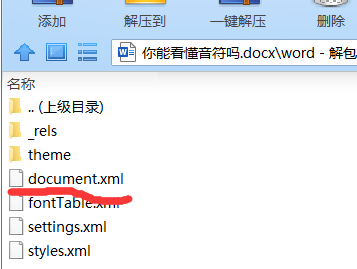 添加 解压到 一键解压 删除
你能看懂音符吗.docx\word - 解包
名称
.. (上级目录)
_rels
theme
document.xml
fontTable.xml
settings.xml
styles.xml